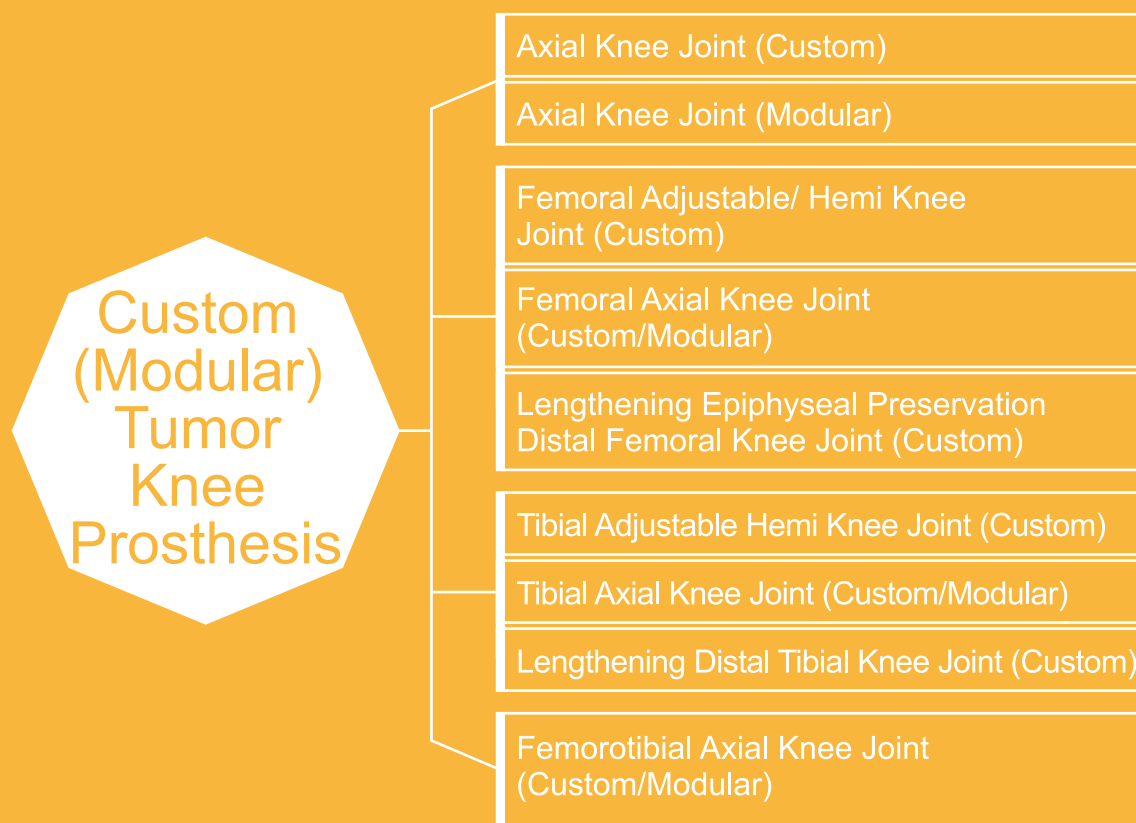 Custom
(Modular)
Tumor
Knee
Prosthesis
Axial Knee Joint (Custom)
Axial Knee Joint (Modular)
Femoral Adjustable/ Hemi Knee
Joint (Custom)
Femoral Axial Knee Joint
(Custom/Modular)
Lengthening Epiphyseal Preservation
Distal Femoral Knee Joint (Custom)
Tibial Adjustable Hemi Knee Joint (Custom)
Tibial Axial Knee Joint (Custom/Modular)
Lengthening Distal Tibial Knee Joint (Custom)
Femorotibial Axial Knee Joint
(Custom/Modular)